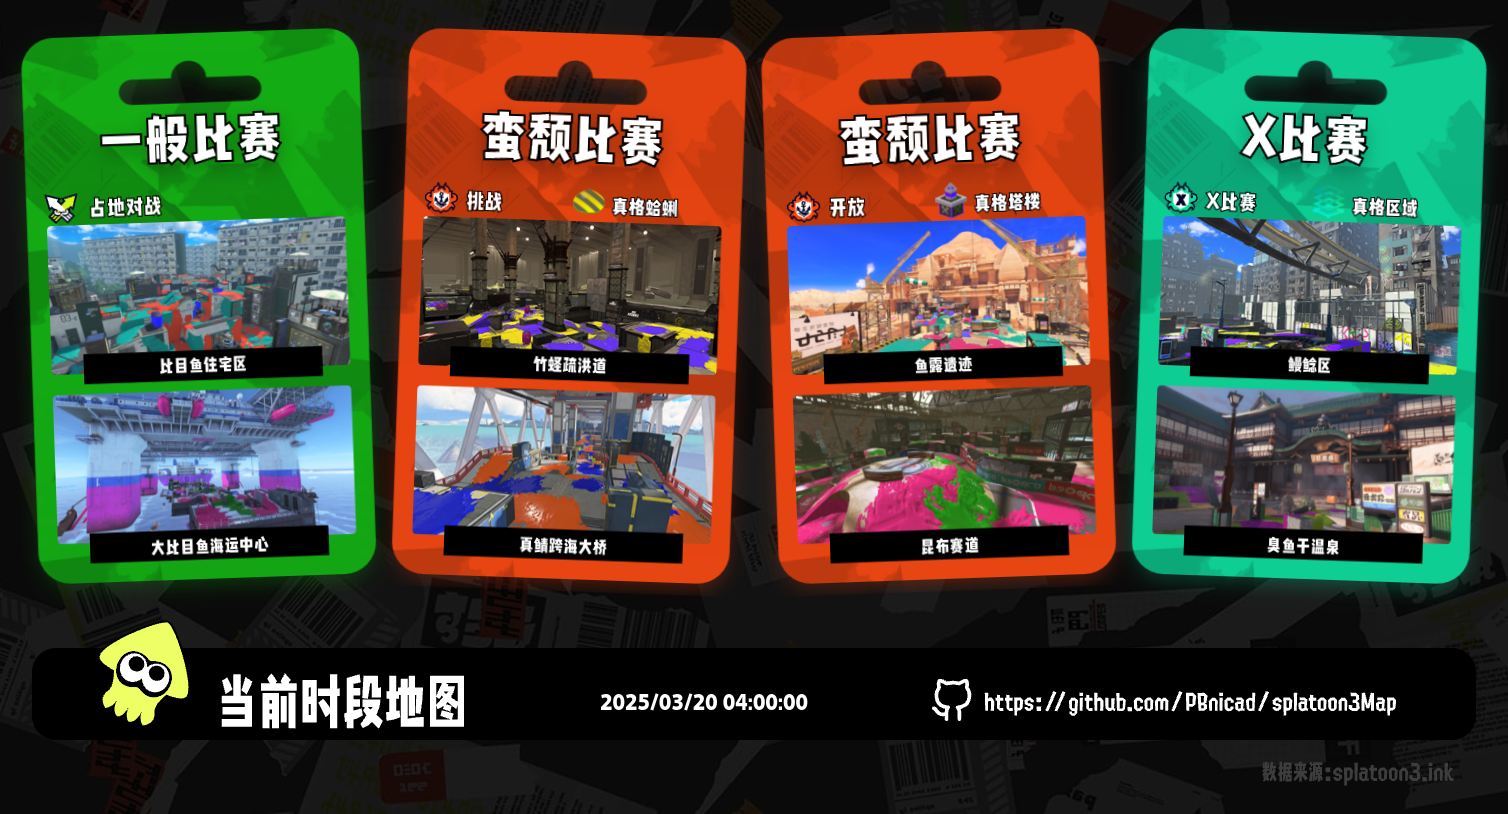 一般比赛
占地对战
比目鱼住宅区
大比目鱼海运中心
蛮颓比赛
挑战
真格蛤蜊
竹蛏疏洪道
真鲭跨海大桥
蛮颓比赛
开放
真格塔楼
鱼露遗迹
昆布赛道
X比赛
X比赛
真格区域
鳗鲶区
臭鱼干温泉
当前时段地图
2025/03/20 04:00:00
https://github.com/PBnicad/splatoon3Map
数据来源:splatoon3.ink